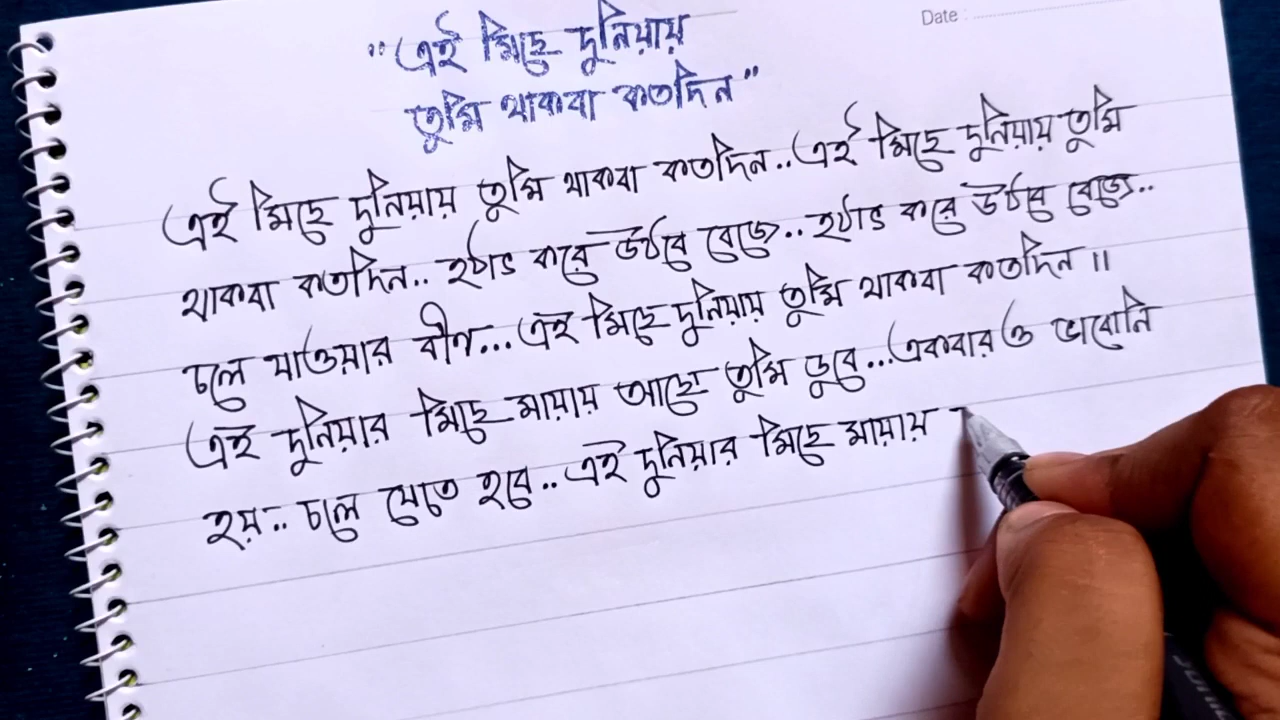 Date :
"এই মিছে দুনিয়ায়
তুমি থাকবা কতদিন"
এই মিছে দুনিয়ায় তুমি থাকবা কতদিন..এই মিছে দুনিয়ায় তুমি
থাকবা কতদিন.. হঠাৎ করে উঠবে বেজে.. হঠাৎ করে উঠবে বেজে..
চলে যাওয়ার বীণ...এই মিছে দুনিয়ায় তুমি থাকবা কতদিন॥
এই দুনিয়ার মিছে মায়ায় আছো তুমি ডুবে...একবার ও ভাবোনি
হয়.. চলে যেতে হবে..এই দুনিয়ার মিছে মায়ায়